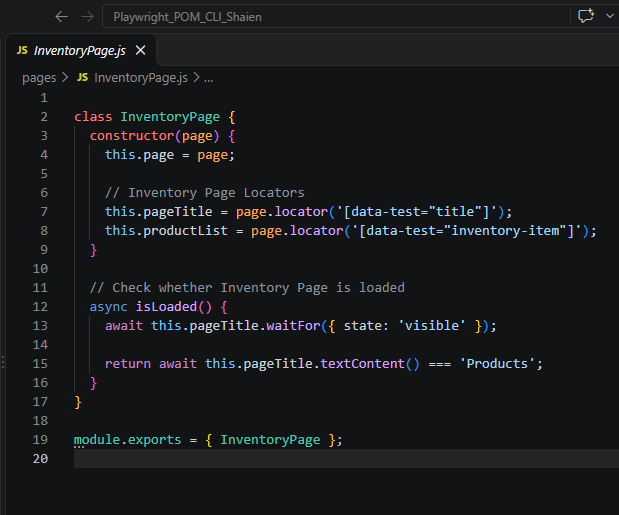 Playwright_POM_CLI_Shaien
JS InventoryPage.js
pages > JS InventoryPage.js > ...
1
2 class InventoryPage {
3   constructor(page) {
4     this.page = page;
5
6     // Inventory Page Locators
7     this.pageTitle = page.locator('[data-test="title"]');
8     this.productList = page.locator('[data-test="inventory-item"]');
9   }
10
11   // Check whether Inventory Page is loaded
12   async isLoaded() {
13     await this.pageTitle.waitFor({ state: 'visible' });
14
15     return await this.pageTitle.textContent() === 'Products';
16   }
17 }
18
19 module.exports = { InventoryPage };
20